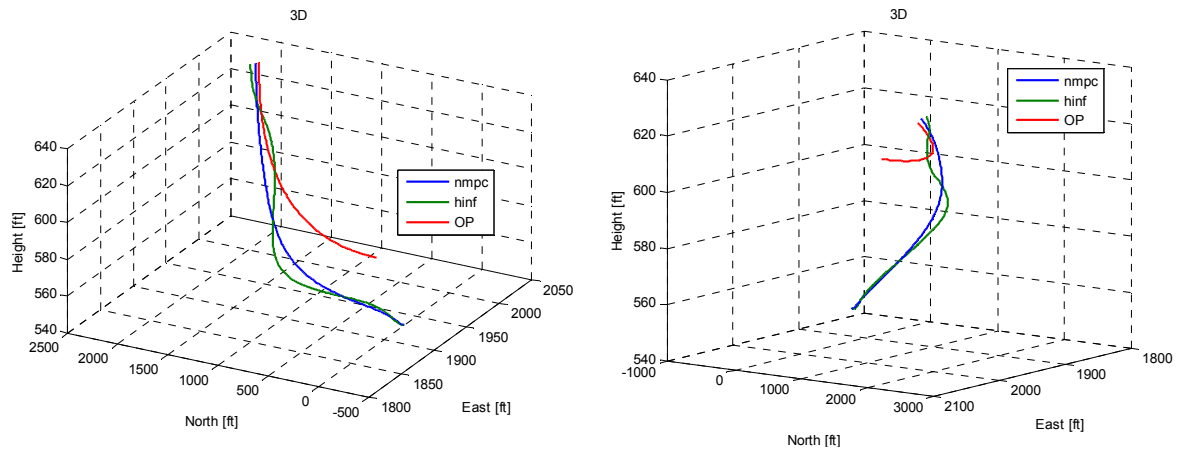 3D
640
620
600
580
560
540
Height [ft]
2500
2000
1500
1000
500
0
-500
North [ft]
1800
1850
1900
1950
2000
2050
East [ft]
nmpc
hinf
OP
3D
640
620
600
580
560
540
Height [ft]
-1000
0
1000
2000
3000
North [ft]
2100
2000
1900
1800
East [ft]
nmpc
hinf
OP